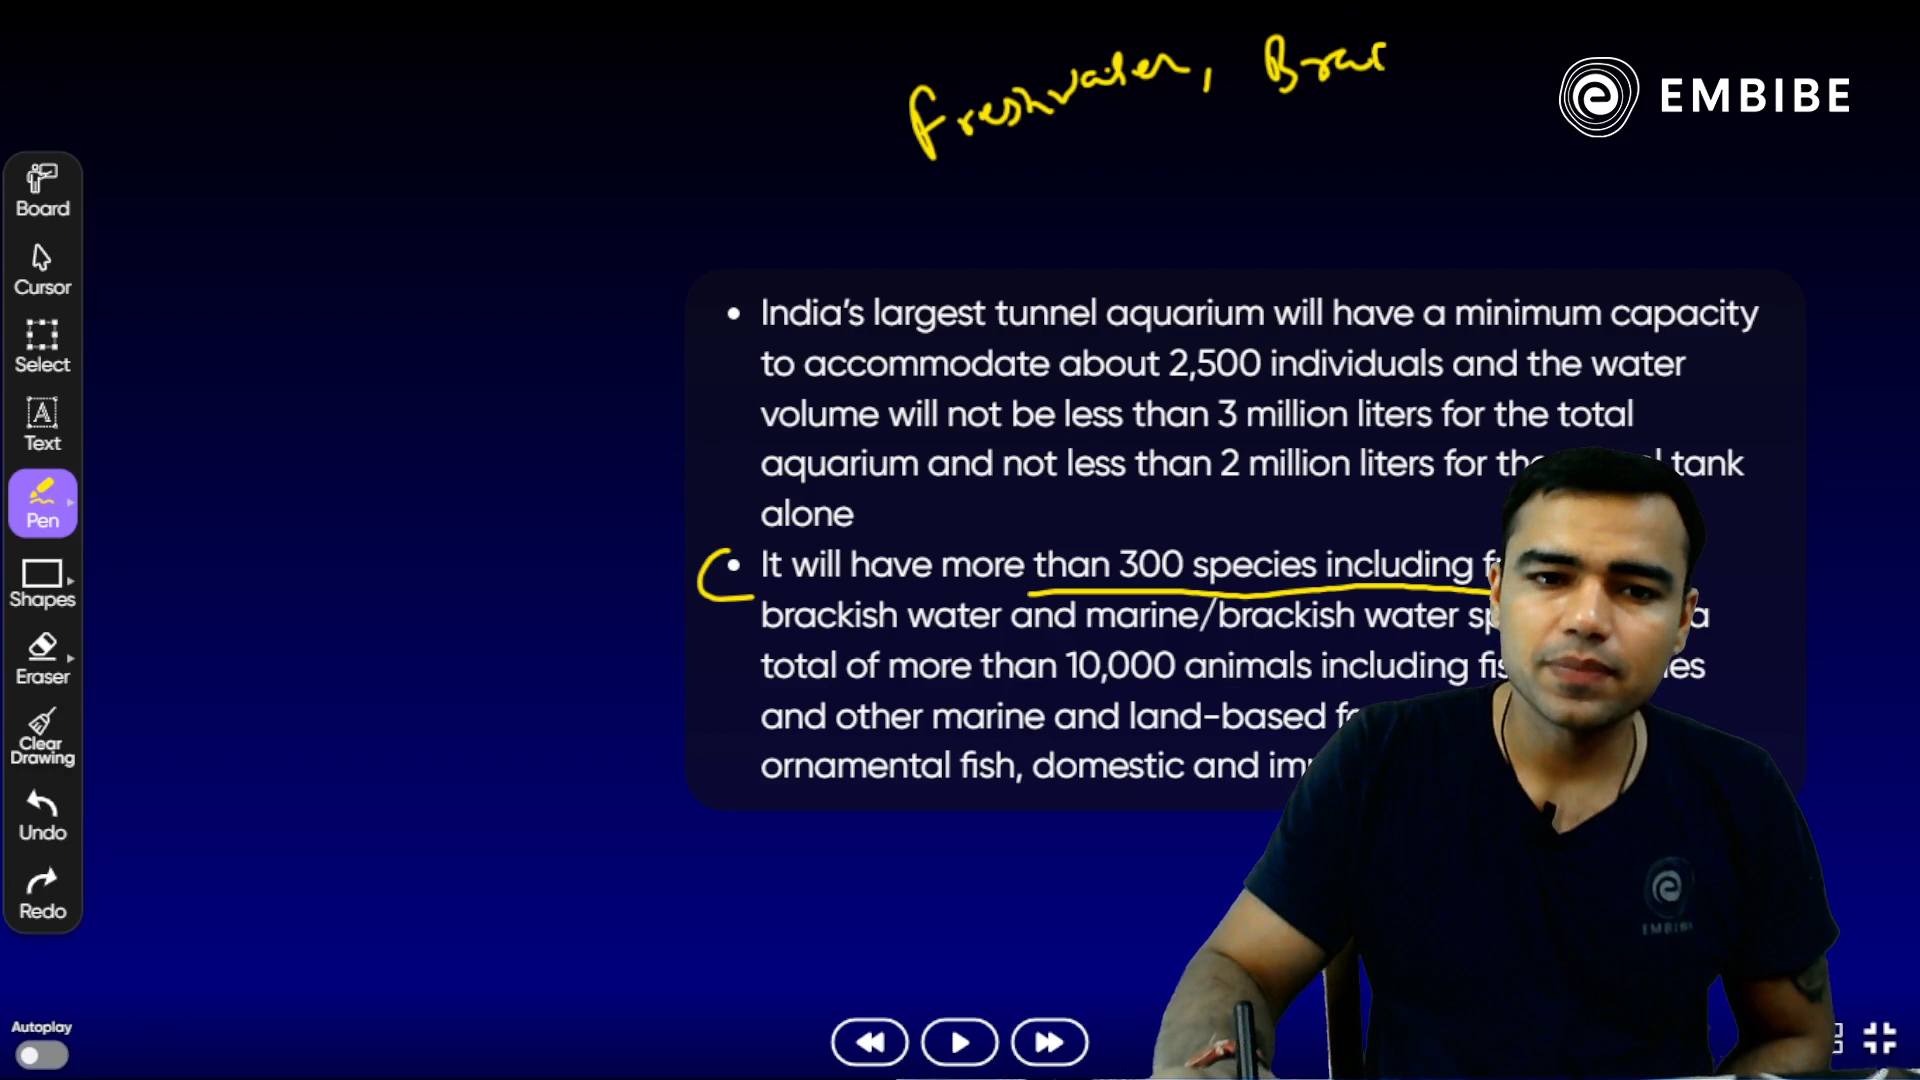 Freshwater, Brac
EMBIBE
Board
Cursor
Select
Text
Pen
Shapes
Eraser
Clear
Drawing
Undo
Redo
Autoplay
• India's largest tunnel aquarium will have a minimum capacity
to accommodate about 2,500 individuals and the water
volume will not be less than 3 million liters for the total
aquarium and not less than 2 million liters for the tank
alone
• It will have more than 300 species including
brackish water and marine/brackish water a
total of more than 10,000 animals including
and other marine and land-based
ornamental fish, domestic and
EMBIBE